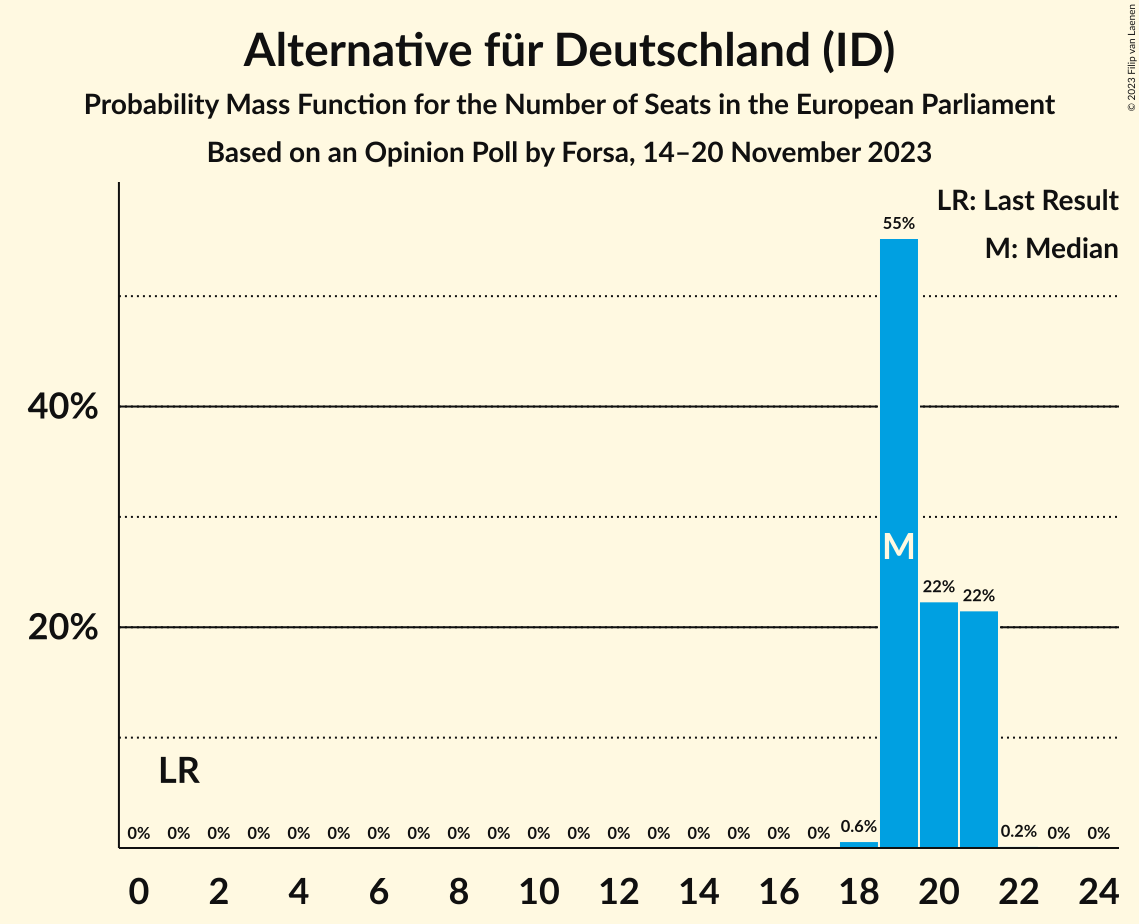 Alternative für Deutschland (ID)
Probability Mass Function for the Number of Seats in the European Parliament
Based on an Opinion Poll by Forsa, 14–20 November 2023
© 2023 Filip van Laenen
LR: Last Result
M: Median
55%
40%
M
22% 22%
20%
LR
0% 0% 0% 0% 0% 0% 0% 0% 0% 0% 0% 0% 0% 0% 0% 0% 0% 0% 0.6% 0.2% 0% 0%
0 2 4 6 8 10 12 14 16 18 20 22 24